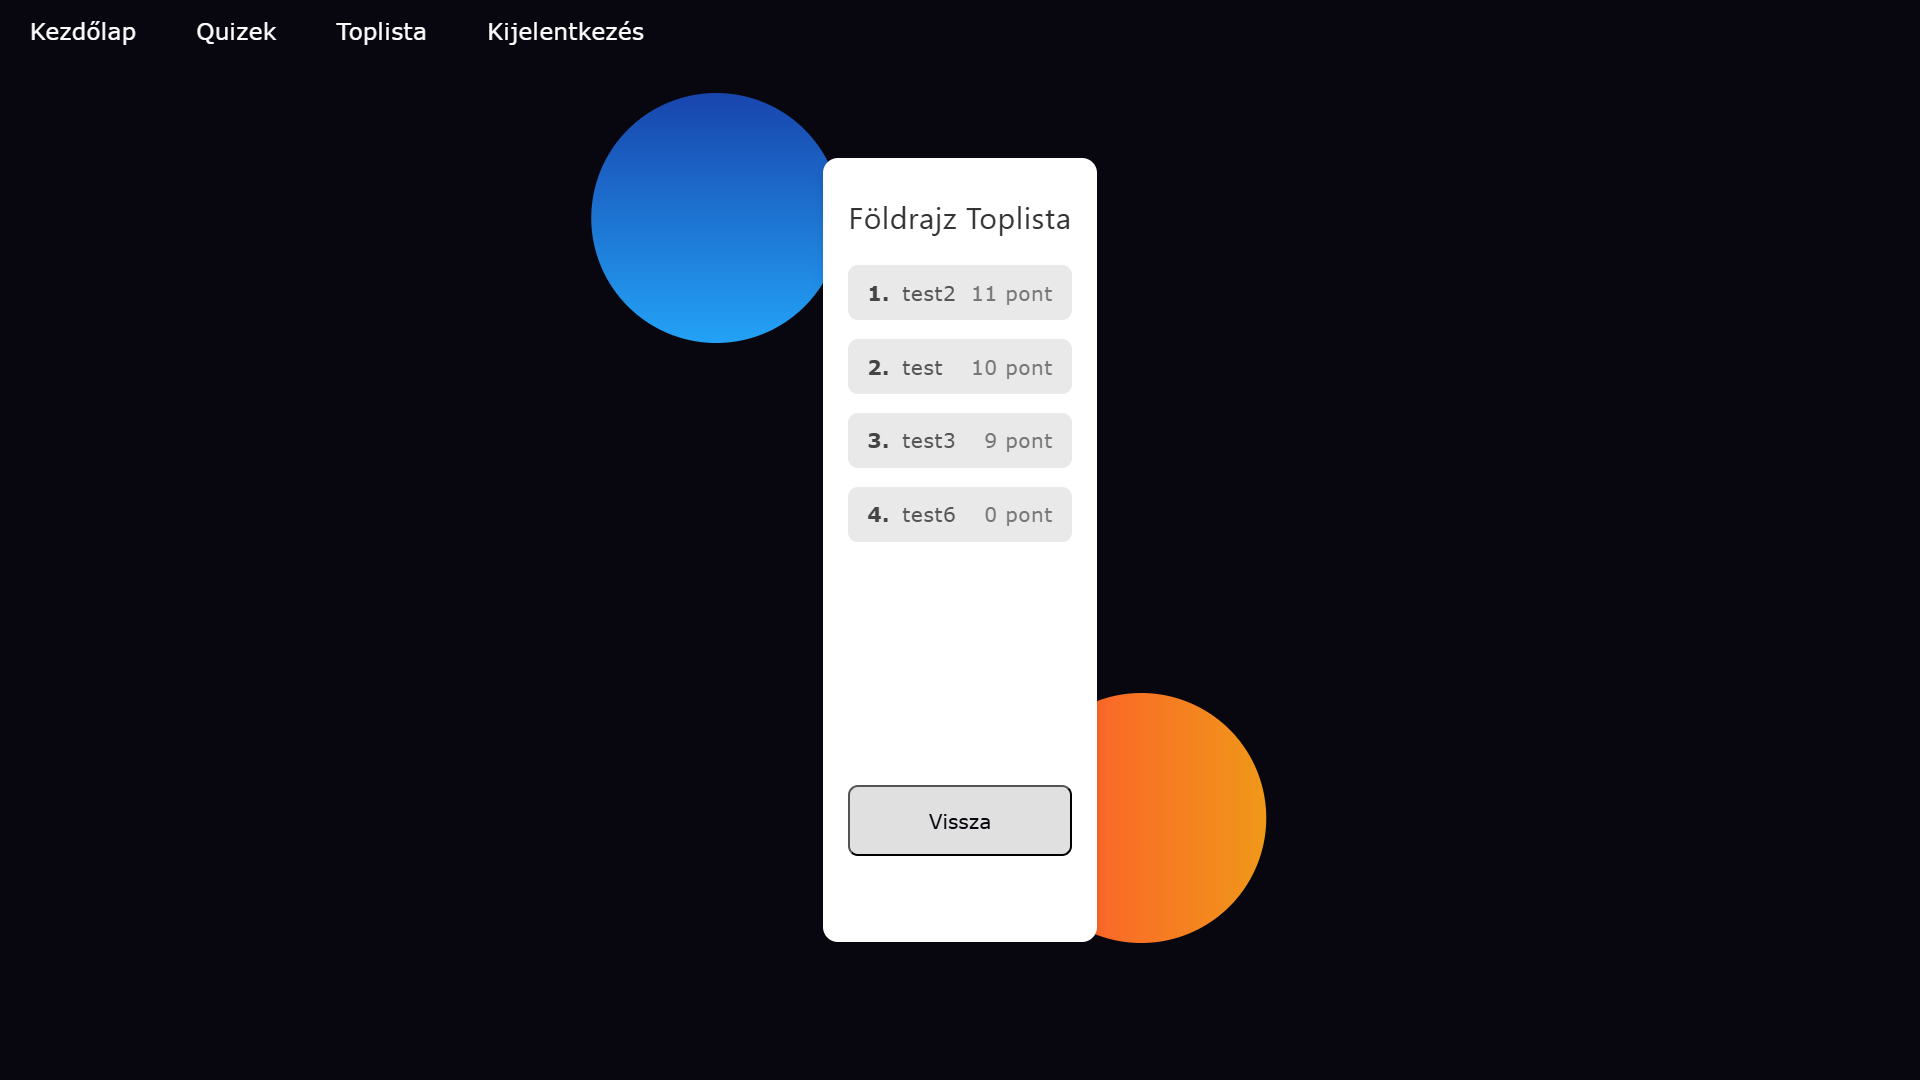 Kezdőlap Quizek Toplista Kijelentkezés
Földrajz Toplista
1. test2 11 pont
2. test 10 pont
3. test3 9 pont
4. test6 0 pont
Vissza